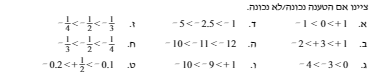 ציינו אם הטענה נכונה/לא נכונה.
א. ⁻1 < 0 < ⁺1 ד. ⁻5 < ⁻2.5 < ⁻1 ז. ⁻1/4 < ⁻1/2 < ⁻1/3
ב. ⁻2 < ⁺3 < ⁺1 ה. ⁻10 < ⁻11 < ⁻12 ח. ⁻1/3 < ⁻1/2 < ⁻1/4
ג. ⁻4 < ⁻3 < 0 ו. ⁻10 < ⁻9 < ⁺1 ט. ⁻0.2 < ⁺1/2 < ⁻0.1